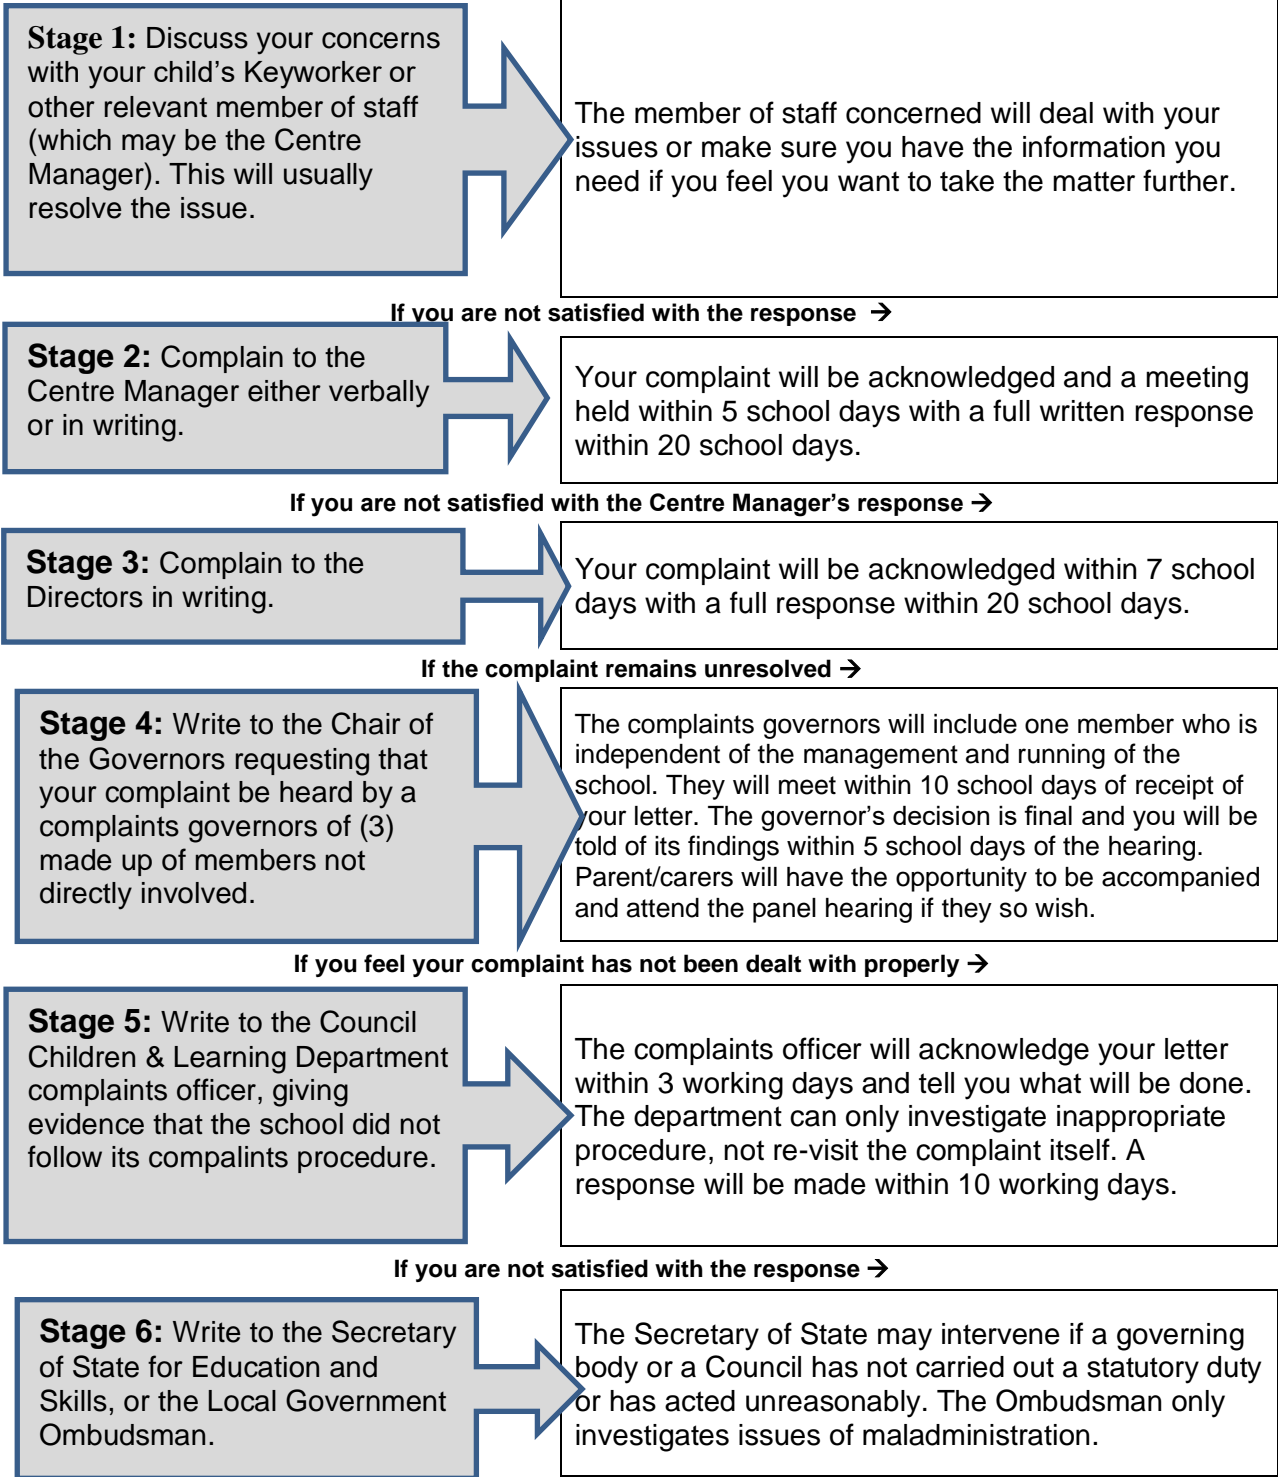 Stage 1: Discuss your concerns
with your child’s Keyworker or
other relevant member of staff
(which may be the Centre
Manager). This will usually
resolve the issue.
The member of staff concerned will deal with your
issues or make sure you have the information you
need if you feel you want to take the matter further.
If you are not satisfied with the response →
Stage 2: Complain to the
Centre Manager either verbally
or in writing.
Your complaint will be acknowledged and a meeting
held within 5 school days with a full written response
within 20 school days.
If you are not satisfied with the Centre Manager’s response →
Stage 3: Complain to the
Directors in writing.
Your complaint will be acknowledged within 7 school
days with a full response within 20 school days.
If the complaint remains unresolved →
Stage 4: Write to the Chair of
the Governors requesting that
your complaint be heard by a
complaints governors of (3)
made up of members not
directly involved.
The complaints governors will include one member who is
independent of the management and running of the
school. They will meet within 10 school days of receipt of
your letter. The governor’s decision is final and you will be
told of its findings within 5 school days of the hearing.
Parent/carers will have the opportunity to be accompanied
and attend the panel hearing if they so wish.
If you feel your complaint has not been dealt with properly →
Stage 5: Write to the Council
Children & Learning Department
complaints officer, giving
evidence that the school did not
follow its compalints procedure.
The complaints officer will acknowledge your letter
within 3 working days and tell you what will be done.
The department can only investigate inappropriate
procedure, not re-visit the complaint itself. A
response will be made within 10 working days.
If you are not satisfied with the response →
Stage 6: Write to the Secretary
of State for Education and
Skills, or the Local Government
Ombudsman.
The Secretary of State may intervene if a governing
body or a Council has not carried out a statutory duty
or has acted unreasonably. The Ombudsman only
investigates issues of maladministration.